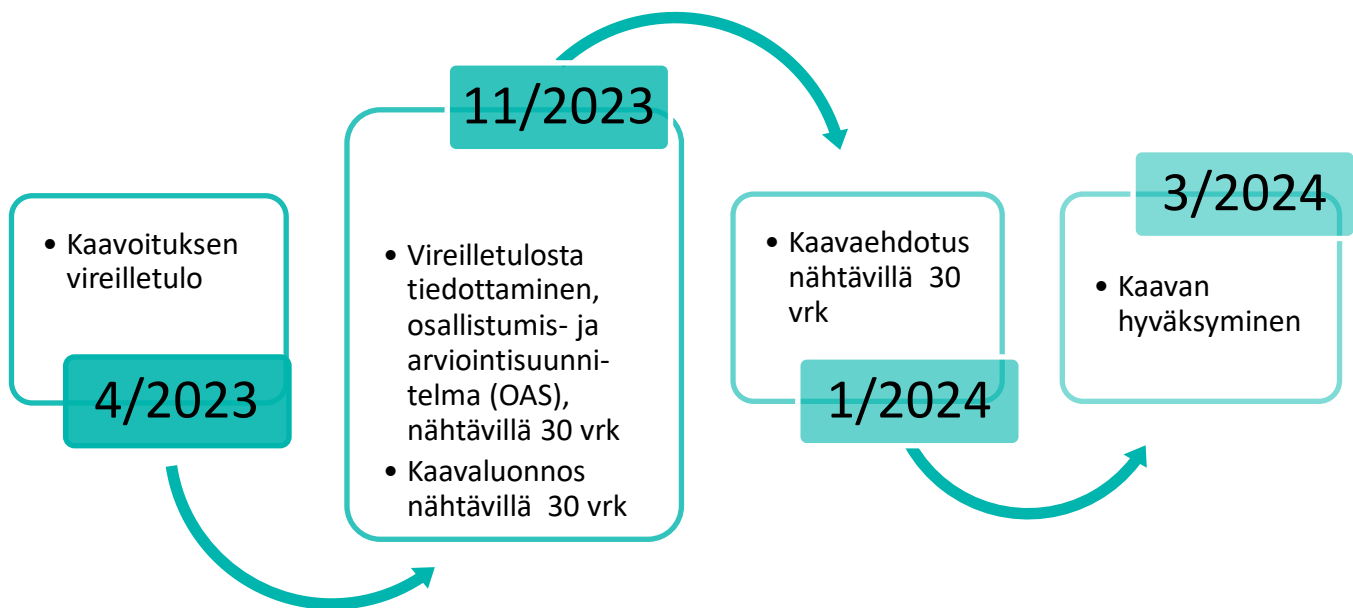 4/2023
• Kaavoituksen
vireilletulo
11/2023
• Vireilletulosta
tiedottaminen,
osallistumis- ja
arviointisuunni-
telma (OAS),
nähtävillä 30 vrk
• Kaavaluonnos
nähtävillä 30 vrk
1/2024
• Kaavaehdotus
nähtävillä 30
vrk
3/2024
• Kaavan
hyväksyminen